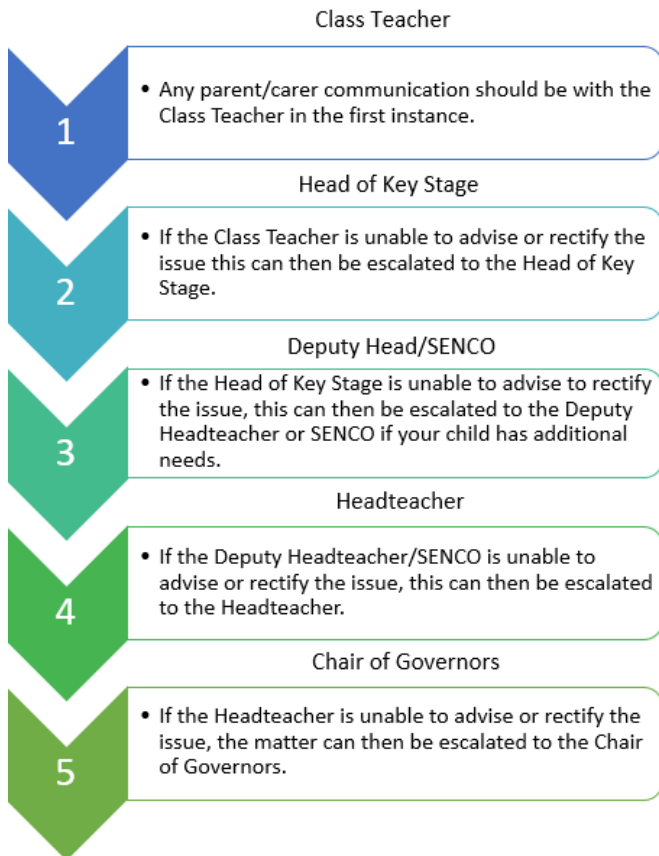 Class Teacher
1
• Any parent/carer communication should be with the
Class Teacher in the first instance.
Head of Key Stage
2
• If the Class Teacher is unable to advise or rectify the
issue this can then be escalated to the Head of Key
Stage.
Deputy Head/SENCO
3
• If the Head of Key Stage is unable to advise to rectify
the issue, this can then be escalated to the Deputy
Headteacher or SENCO if your child has additional
needs.
Headteacher
4
• If the Deputy Headteacher/SENCO is unable to
advise or rectify the issue, this can then be escalated
to the Headteacher.
Chair of Governors
5
• If the Headteacher is unable to advise or rectify the
issue, the matter can then be escalated to the Chair
of Governors.